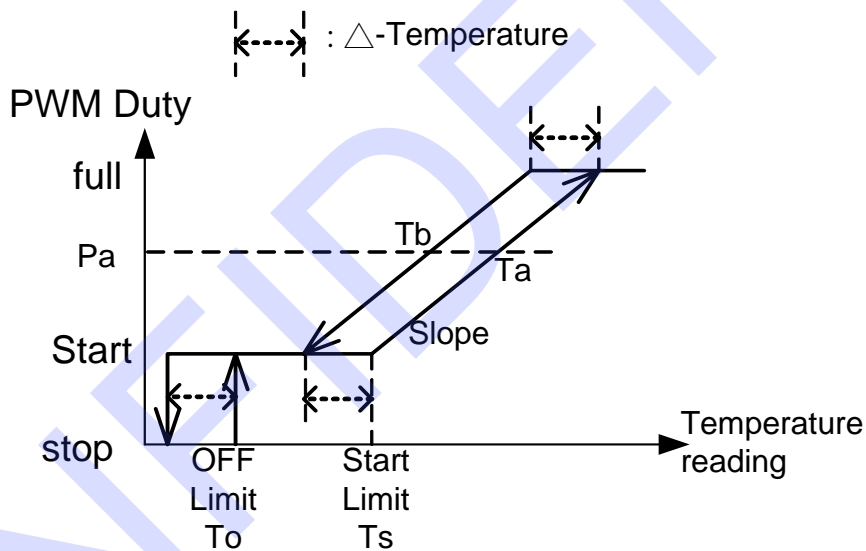 : △-Temperature
PWM Duty
full
Pa
Tb
Ta
Start
Slope
stop
OFF
Limit
To
Start
Limit
Ts
Temperature
reading